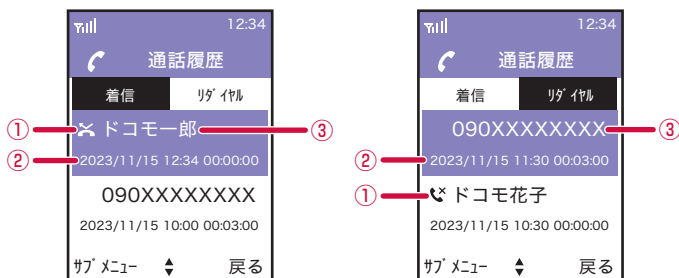 12:34
通話履歴
着信 ﾘﾀﾞｲﾔﾙ
① ドコモ一郎 ③
② 2023/11/15 12:34 00:00:00
090XXXXXXXX
2023/11/15 10:00 00:03:00
ｻﾌﾞﾒﾆｭｰ 戻る
12:34
通話履歴
着信 ﾘﾀﾞｲﾔﾙ
090XXXXXXXX ③
② 2023/11/15 11:30 00:03:00
① ドコモ花子
2023/11/15 10:30 00:00:00
ｻﾌﾞﾒﾆｭｰ 戻る